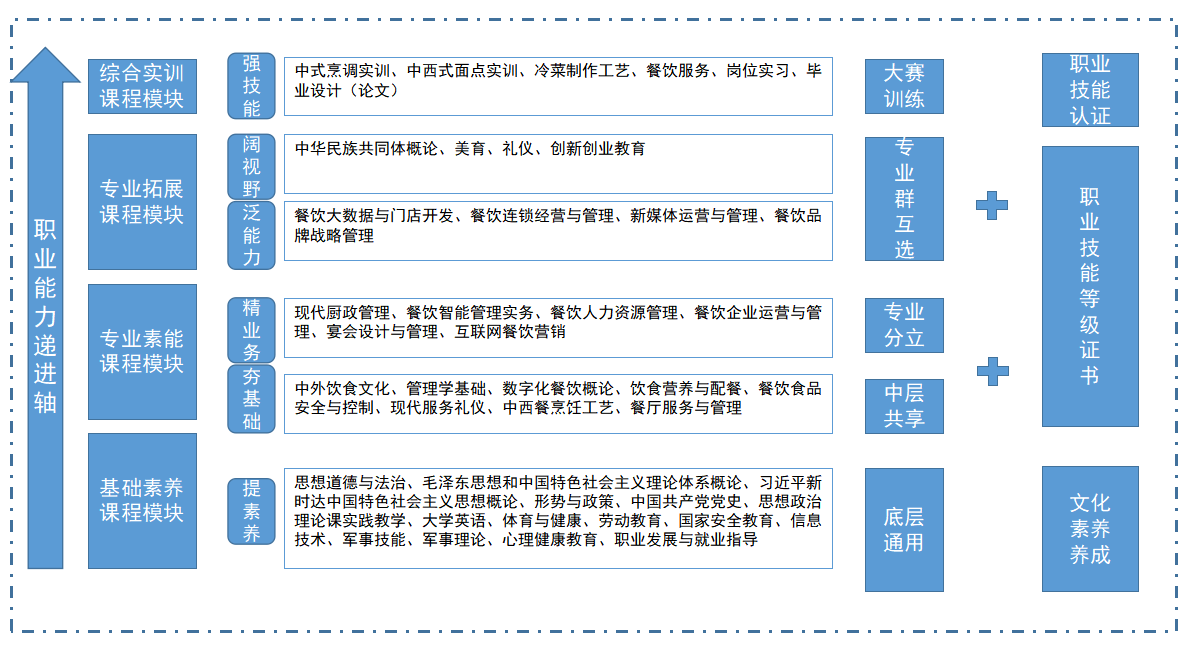 职业能力递进轴
综合实训
课程模块
强技能
中式烹调实训、中西式面点实训、冷菜制作工艺、餐饮服务、岗位实习、毕
业设计（论文）
大赛
训练
职业
技能
认证
专业拓展
课程模块
阔视野
中华民族共同体概论、美育、礼仪、创新创业教育
泛能力
餐饮大数据与门店开发、餐饮连锁经营与管理、新媒体运营与管理、餐饮品
牌战略管理
专业群互选
职业技能等级证书
专业素能
课程模块
精业务
现代厨政管理、餐饮智能管理实务、餐饮人力资源管理、餐饮企业运营与管
理、宴会设计与管理、互联网餐饮营销
专业
分立
夯基础
中外饮食文化、管理学基础、数字化餐饮概论、饮食营养与配餐、餐饮食品
安全与控制、现代服务礼仪、中西餐烹饪工艺、餐厅服务与管理
中层
共享
基础素养
课程模块
提素养
思想道德与法治、毛泽东思想和中国特色社会主义理论体系概论、习近平新
时达中国特色社会主义思想概论、形势与政策、中国共产党党史、思想政治
理论课实践教学、大学英语、体育与健康、劳动教育、国家安全教育、信息
技术、军事技能、军事理论、心理健康教育、职业发展与就业指导
底层
通用
文化
素养
养成